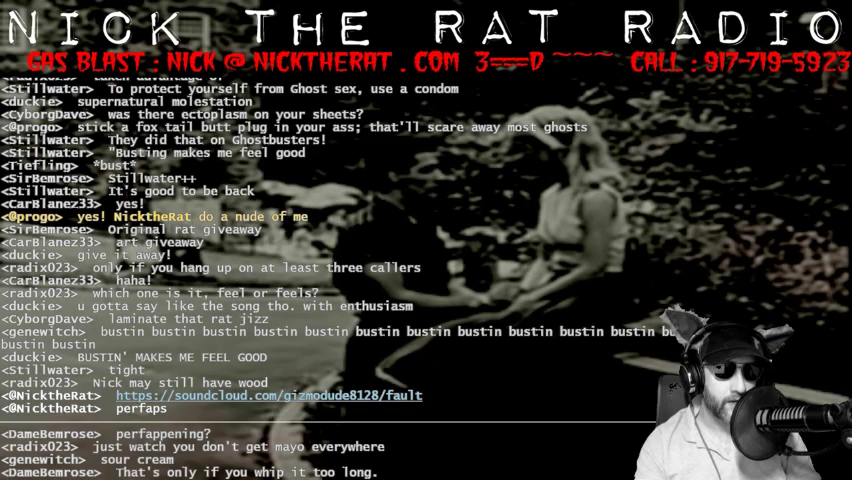 NICK THE RAT RADIO
GAS BLAST : NICK @ NICKTHERAT . COM 3===D ~~~ CALL : 917-719-5923
<radix023> taken advantage of
<Stillwater> To protect yourself from Ghost sex, use a condom
<duckie> supernatural molestation
<CyborgDave> was there ectoplasm on your sheets?
<@progo> stick a fox tail butt plug in your ass; that'll scare away most ghosts
<Stillwater> They did that on Ghostbusters!
<Stillwater> "Busting makes me feel good
<Tiefling> *bust*
<SirBemrose> Stillwater++
<Stillwater> It's good to be back
<CarBlanez33> yes!
<@progo> yes! NicktheRat do a nude of me
<SirBemrose> Original rat giveaway
<CarBlanez33> art giveaway
<duckie> give it away!
<radix023> only if you hang up on at least three callers
<CarBlanez33> haha!
<radix023> which one is it, feel or feels?
<duckie> u gotta say like the song tho. with enthusiasm
<CyborgDave> laminate that rat jizz
<genewitch> bustin bustin bustin bustin bustin bustin bustin bustin bustin bustin bustin bu
bustin bustin
<duckie> BUSTIN' MAKES ME FEEL GOOD
<Stillwater> tight
<radix023> Nick may still have wood
<@NicktheRat> https://soundcloud.com/gizmodude8128/fault
<@NicktheRat> perfaps
<DameBemrose> perfappening?
<radix023> just watch you don't get mayo everywhere
<genewitch> sour cream
<DameBemrose> That's only if you whip it too long.